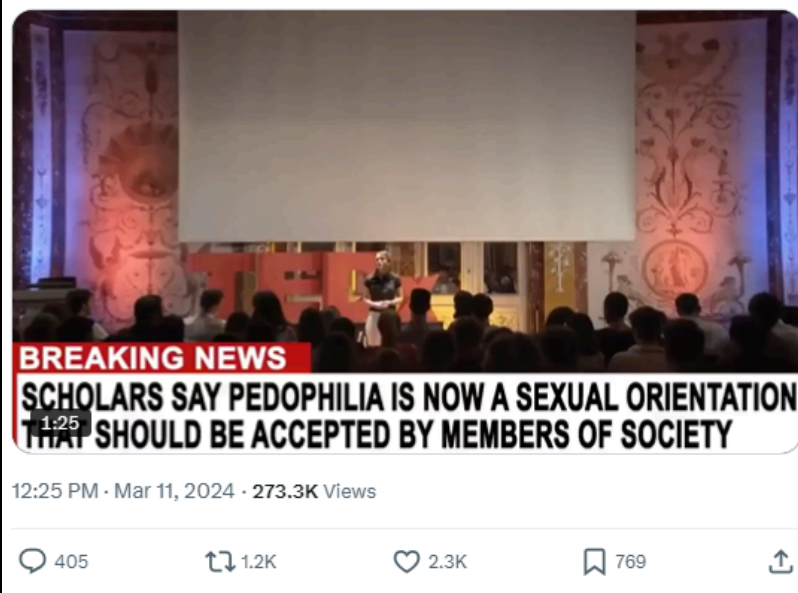 TEDx
BREAKING NEWS
SCHOLARS SAY PEDOPHILIA IS NOW A SEXUAL ORIENTATION
THAT SHOULD BE ACCEPTED BY MEMBERS OF SOCIETY
1:25
12:25 PM · Mar 11, 2024 · 273.3K Views
405 1.2K 2.3K 769